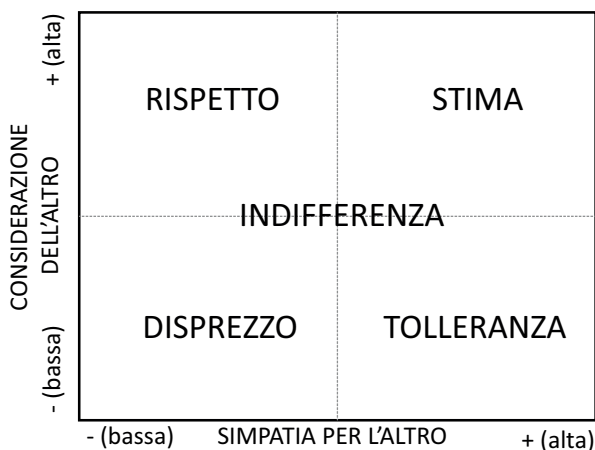 + (alta)
CONSIDERAZIONE
DELL'ALTRO
- (bassa)
RISPETTO
STIMA
INDIFFERENZA
DISPREZZO
TOLLERANZA
- (bassa)
SIMPATIA PER L'ALTRO
+ (alta)